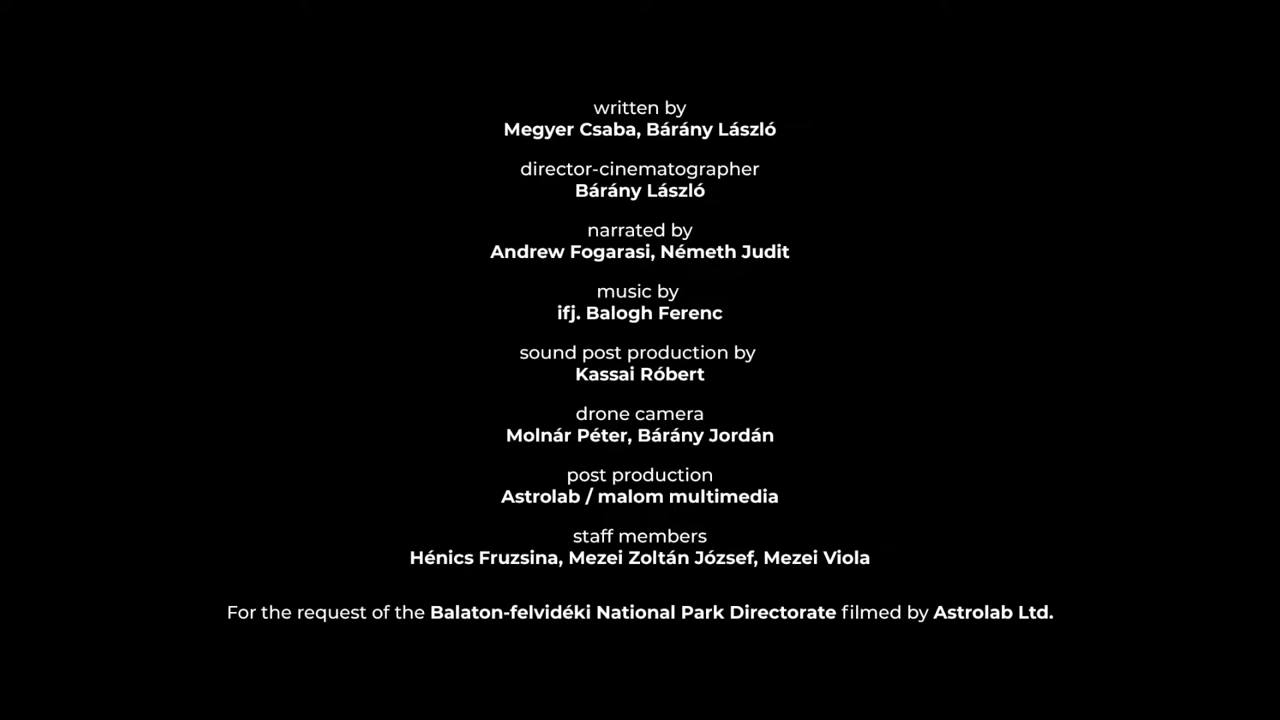 written by
Megyer Csaba, Bárány László
director-cinematographer
Bárány László
narrated by
Andrew Fogarasi, Németh Judit
music by
ifj. Balogh Ferenc
sound post production by
Kassai Róbert
drone camera
Molnár Péter, Bárány Jordán
post production
Astrolab / malom multimedia
staff members
Hénics Fruzsina, Mezei Zoltán József, Mezei Viola
For the request of the Balaton-felvidéki National Park Directorate filmed by Astrolab Ltd.